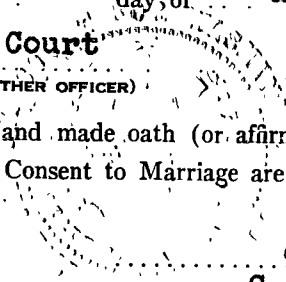 day, of
Court
THER OFFICER)
and made oath (or affirm
Consent to Marriage are